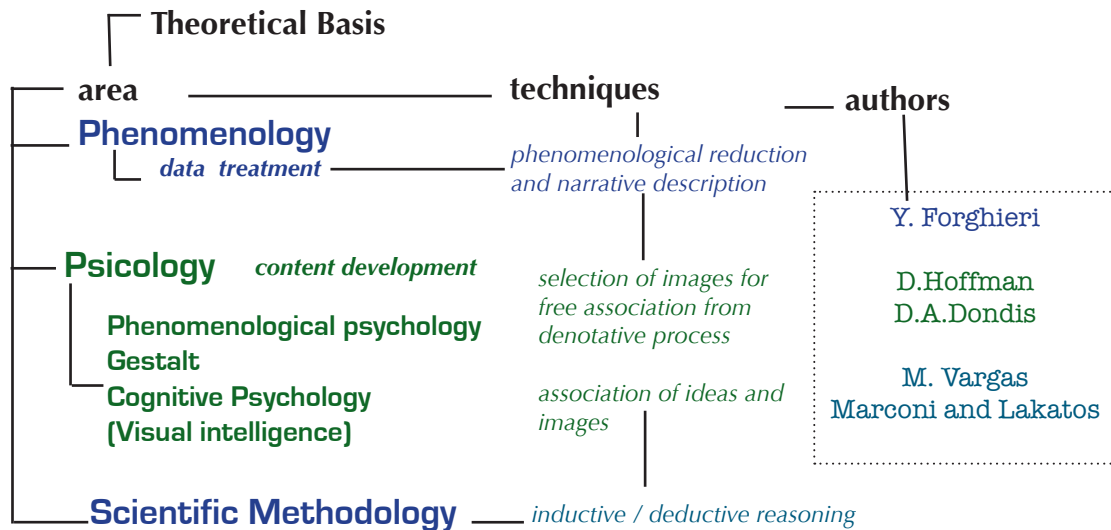 Theoretical Basis
area
techniques
authors
Phenomenology
data treatment
phenomenological reduction
and narrative description
Y. Forghieri
Psicology
content development
selection of images for
free association from
denotative process
D.Hoffman
D.A.Dondis
Phenomenological psychology
Gestalt
Cognitive Psychology
(Visual intelligence)
association of ideas and
images
M. Vargas
Marconi and Lakatos
Scientific Methodology
inductive / deductive reasoning